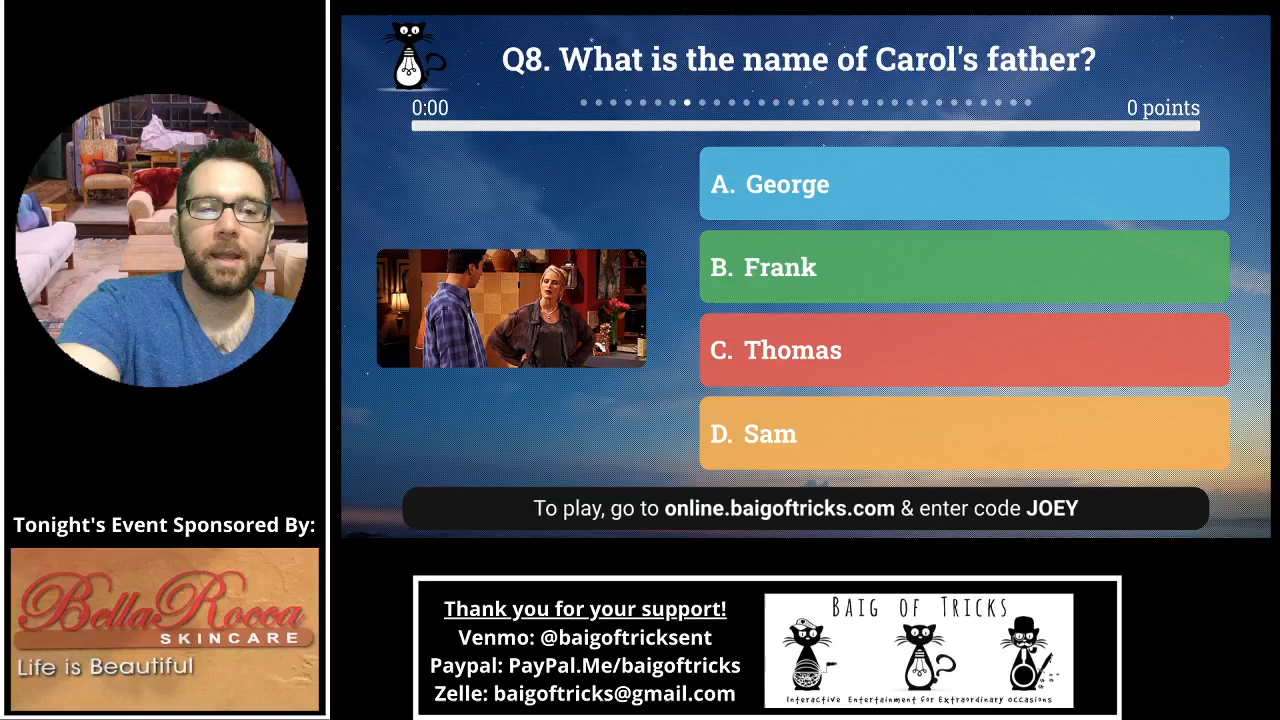 Q8. What is the name of Carol's father?
0:00
0 points
A. George
B. Frank
C. Thomas
D. Sam
To play, go to online.baigoftricks.com & enter code JOEY
Tonight's Event Sponsored By:
BellaRocca
SKINCARE
Life is Beautiful
Thank you for your support!
Venmo: @baigoftricksent
Paypal: PayPal.Me/baigoftricks
Zelle: baigoftricks@gmail.com
BAIG OF TRICKS
Interactive Entertainment for Extraordinary occasions